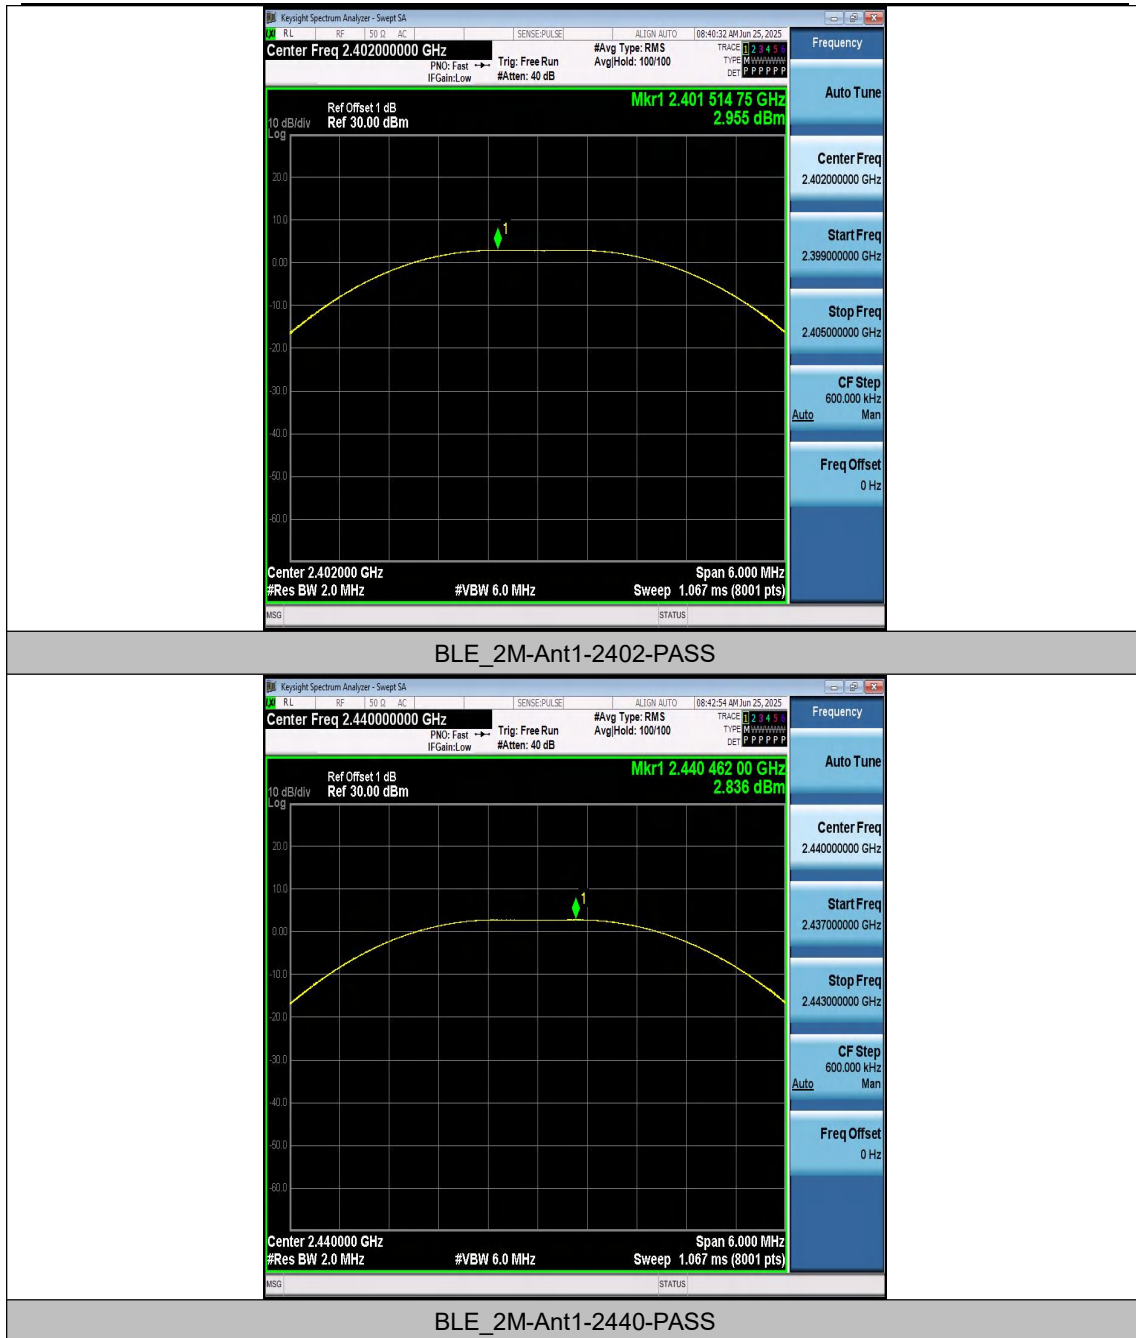 Keysight Spectrum Analyzer - Swept SA
RL RF 50 Ω AC SENSE:PULSE ALIGN AUTO 08:40:32 AM Jun 25, 2025
Center Freq 2.402000000 GHz #Avg Type: RMS TRACE 1 2 3 4 5 6
PNO: Fast Trig: Free Run Avg|Hold: 100/100 TYPE M
IFGain:Low #Atten: 40 dB DET P P P P P P
Frequency
Auto Tune
Mkr1 2.401 514 75 GHz
Ref Offset 1 dB
10 dB/div Ref 30.00 dBm 2.955 dBm
Log
20.0
10.0
1
0.00
-10.0
-20.0
-30.0
-40.0
-50.0
-60.0
Center Freq
2.402000000 GHz
Start Freq
2.399000000 GHz
Stop Freq
2.405000000 GHz
CF Step
600.000 kHz
Auto Man
Freq Offset
0 Hz
Center 2.402000 GHz Span 6.000 MHz
#Res BW 2.0 MHz #VBW 6.0 MHz Sweep 1.067 ms (8001 pts)
MSG STATUS
BLE_2M-Ant1-2402-PASS
Keysight Spectrum Analyzer - Swept SA
RL RF 50 Ω AC SENSE:PULSE ALIGN AUTO 08:42:54 AM Jun 25, 2025
Center Freq 2.440000000 GHz #Avg Type: RMS TRACE 1 2 3 4 5 6
PNO: Fast Trig: Free Run Avg|Hold: 100/100 TYPE M
IFGain:Low #Atten: 40 dB DET P P P P P P
Frequency
Auto Tune
Mkr1 2.440 462 00 GHz
Ref Offset 1 dB
10 dB/div Ref 30.00 dBm 2.836 dBm
Log
20.0
10.0
1
0.00
-10.0
-20.0
-30.0
-40.0
-50.0
-60.0
Center Freq
2.440000000 GHz
Start Freq
2.437000000 GHz
Stop Freq
2.443000000 GHz
CF Step
600.000 kHz
Auto Man
Freq Offset
0 Hz
Center 2.440000 GHz Span 6.000 MHz
#Res BW 2.0 MHz #VBW 6.0 MHz Sweep 1.067 ms (8001 pts)
MSG STATUS
BLE_2M-Ant1-2440-PASS